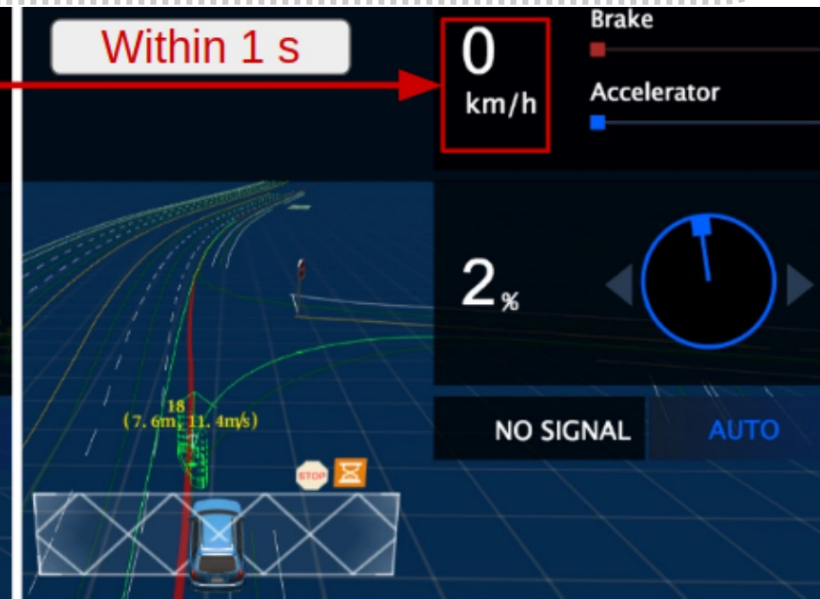 Within 1 s
0
km/h
Brake
Accelerator
2%
18
(7.6m, 11.4m/s)
STOP
NO SIGNAL
AUTO